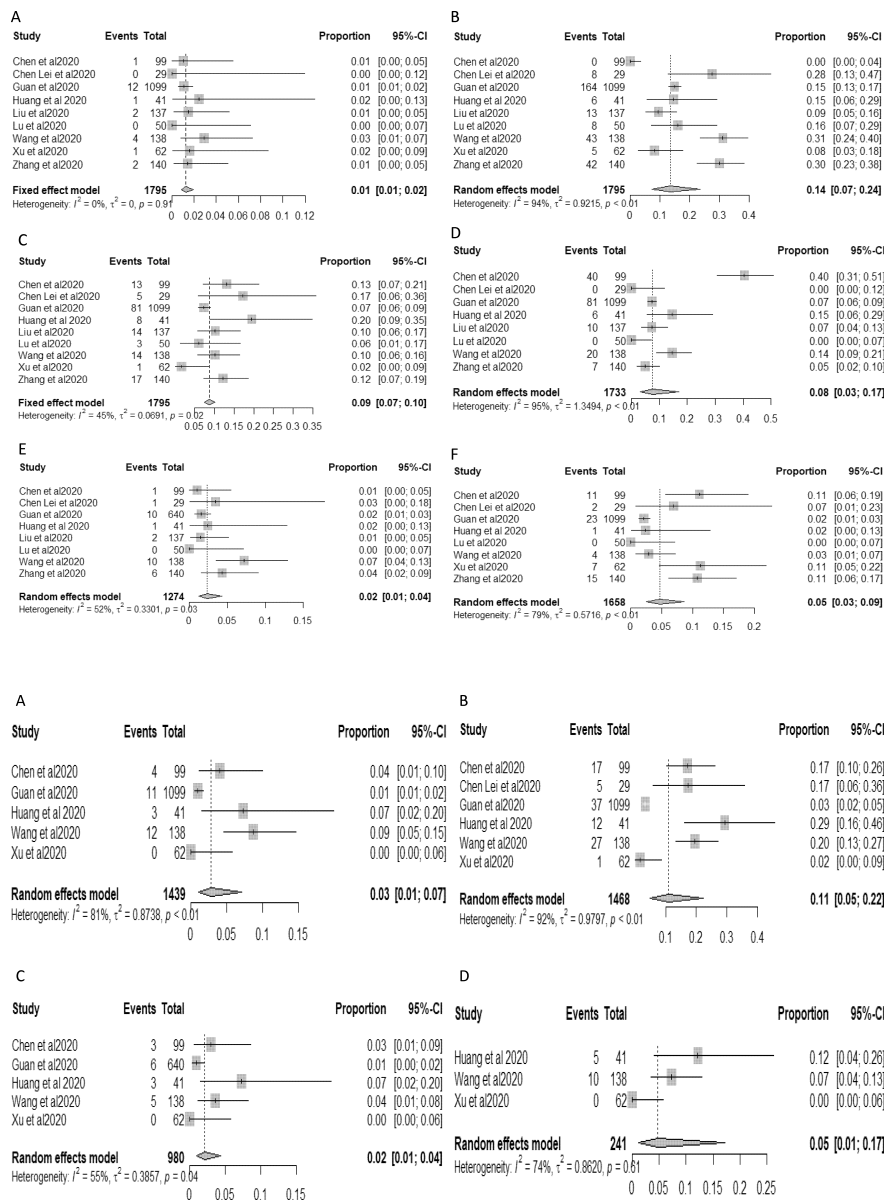 A
Study Events Total Proportion 95%-CI
Chen et al2020 1 99 0.01 [0.00; 0.05]
Chen Lei et al2020 0 29 0.00 [0.00; 0.12]
Guan et al2020 12 1099 0.01 [0.01; 0.02]
Huang et al 2020 1 41 0.02 [0.00; 0.13]
Liu et al2020 2 137 0.01 [0.00; 0.05]
Lu et al2020 0 50 0.00 [0.00; 0.07]
Wang et al2020 4 138 0.03 [0.01; 0.07]
Xu et al2020 1 62 0.02 [0.00; 0.09]
Zhang et al2020 2 140 0.01 [0.00; 0.05]
Fixed effect model 1795 0.01 [0.01; 0.02]
Heterogeneity: I² = 0%, τ² = 0, p = 0.91
0 0.02 0.04 0.06 0.08 0.1 0.12
B
Study Events Total Proportion 95%-CI
Chen et al2020 0 99 0.00 [0.00; 0.04]
Chen Lei et al2020 8 29 0.28 [0.13; 0.47]
Guan et al2020 164 1099 0.15 [0.13; 0.17]
Huang et al2020 6 41 0.15 [0.06; 0.29]
Liu et al2020 13 137 0.09 [0.05; 0.16]
Lu et al2020 8 50 0.16 [0.07; 0.29]
Wang et al2020 43 138 0.31 [0.24; 0.40]
Xu et al2020 5 62 0.08 [0.03; 0.18]
Zhang et al2020 42 140 0.30 [0.23; 0.38]
Random effects model 1795 0.14 [0.07; 0.24]
Heterogeneity: I² = 94%, τ² = 0.9215, p < 0.01
0 0.1 0.2 0.3 0.4
C
Study Events Total Proportion 95%-CI
Chen et al2020 13 99 0.13 [0.07; 0.21]
Chen Lei et al2020 5 29 0.17 [0.06; 0.36]
Guan et al2020 81 1099 0.07 [0.06; 0.09]
Huang et al2020 8 41 0.20 [0.09; 0.35]
Liu et al2020 14 137 0.10 [0.06; 0.17]
Lu et al2020 3 50 0.06 [0.01; 0.17]
Wang et al2020 14 138 0.10 [0.06; 0.16]
Xu et al2020 1 62 0.02 [0.00; 0.09]
Zhang et al2020 17 140 0.12 [0.07; 0.19]
Fixed effect model 1795 0.09 [0.07; 0.10]
Heterogeneity: I² = 45%, τ² = 0.0691, p = 0.02
0.05 0.1 0.15 0.2 0.25 0.3 0.35
D
Study Events Total Proportion 95%-CI
Chen et al2020 40 99 0.40 [0.31; 0.51]
Chen Lei et al2020 0 29 0.00 [0.00; 0.12]
Guan et al2020 81 1099 0.07 [0.06; 0.09]
Huang et al2020 6 41 0.15 [0.06; 0.29]
Liu et al2020 10 137 0.07 [0.04; 0.13]
Lu et al2020 0 50 0.00 [0.00; 0.07]
Wang et al2020 20 138 0.14 [0.09; 0.21]
Zhang et al2020 7 140 0.05 [0.02; 0.10]
Random effects model 1733 0.08 [0.03; 0.17]
Heterogeneity: I² = 95%, τ² = 1.3494, p < 0.01
0 0.1 0.2 0.3 0.4 0.5
E
Study Events Total Proportion 95%-CI
Chen et al2020 1 99 0.01 [0.00; 0.05]
Chen Lei et al2020 1 29 0.03 [0.00; 0.18]
Guan et al2020 10 640 0.02 [0.01; 0.03]
Huang et al 2020 1 41 0.02 [0.00; 0.13]
Liu et al2020 2 137 0.01 [0.00; 0.05]
Lu et al2020 0 50 0.00 [0.00; 0.07]
Wang et al2020 10 138 0.07 [0.04; 0.13]
Zhang et al2020 6 140 0.04 [0.02; 0.09]
Random effects model 1274 0.02 [0.01; 0.04]
Heterogeneity: I² = 52%, τ² = 0.3301, p = 0.03
0 0.05 0.1 0.15
F
Study Events Total Proportion 95%-CI
Chen et al2020 11 99 0.11 [0.06; 0.19]
Chen Lei et al2020 2 29 0.07 [0.01; 0.23]
Guan et al2020 23 1099 0.02 [0.01; 0.03]
Huang et al2020 1 41 0.02 [0.00; 0.13]
Lu et al2020 0 50 0.00 [0.00; 0.07]
Wang et al2020 4 138 0.03 [0.01; 0.07]
Xu et al2020 7 62 0.11 [0.05; 0.22]
Zhang et al2020 15 140 0.11 [0.06; 0.17]
Random effects model 1658 0.05 [0.03; 0.09]
Heterogeneity: I² = 79%, τ² = 0.5716, p < 0.01
0 0.05 0.1 0.15 0.2
A
Study Events Total Proportion 95%-CI
Chen et al2020 4 99 0.04 [0.01; 0.10]
Guan et al2020 11 1099 0.01 [0.01; 0.02]
Huang et al 2020 3 41 0.07 [0.02; 0.20]
Wang et al2020 12 138 0.09 [0.05; 0.15]
Xu et al2020 0 62 0.00 [0.00; 0.06]
Random effects model 1439 0.03 [0.01; 0.07]
Heterogeneity: I² = 81%, τ² = 0.8738, p < 0.01
0 0.05 0.1 0.15
B
Study Events Total Proportion 95%-CI
Chen et al2020 17 99 0.17 [0.10; 0.26]
Chen Lei et al2020 5 29 0.17 [0.06; 0.36]
Guan et al2020 37 1099 0.03 [0.02; 0.05]
Huang et al2020 12 41 0.29 [0.16; 0.46]
Wang et al2020 27 138 0.20 [0.13; 0.27]
Xu et al2020 1 62 0.02 [0.00; 0.09]
Random effects model 1468 0.11 [0.05; 0.22]
Heterogeneity: I² = 92%, τ² = 0.9797, p < 0.01
0.1 0.2 0.3 0.4
C
Study Events Total Proportion 95%-CI
Chen et al2020 3 99 0.03 [0.01; 0.09]
Guan et al2020 6 640 0.01 [0.00; 0.02]
Huang et al2020 3 41 0.07 [0.02; 0.20]
Wang et al2020 5 138 0.04 [0.01; 0.08]
Xu et al2020 0 62 0.00 [0.00; 0.06]
Random effects model 980 0.02 [0.01; 0.04]
Heterogeneity: I² = 55%, τ² = 0.3857, p = 0.04
0 0.05 0.1 0.15
D
Study Events Total Proportion 95%-CI
Huang et al 2020 5 41 0.12 [0.04; 0.26]
Wang et al2020 10 138 0.07 [0.04; 0.13]
Xu et al2020 0 62 0.00 [0.00; 0.06]
Random effects model 241 0.05 [0.01; 0.17]
Heterogeneity: I² = 74%, τ² = 0.8620, p =
0 0.05 0.1 0.15 0.2 0.25